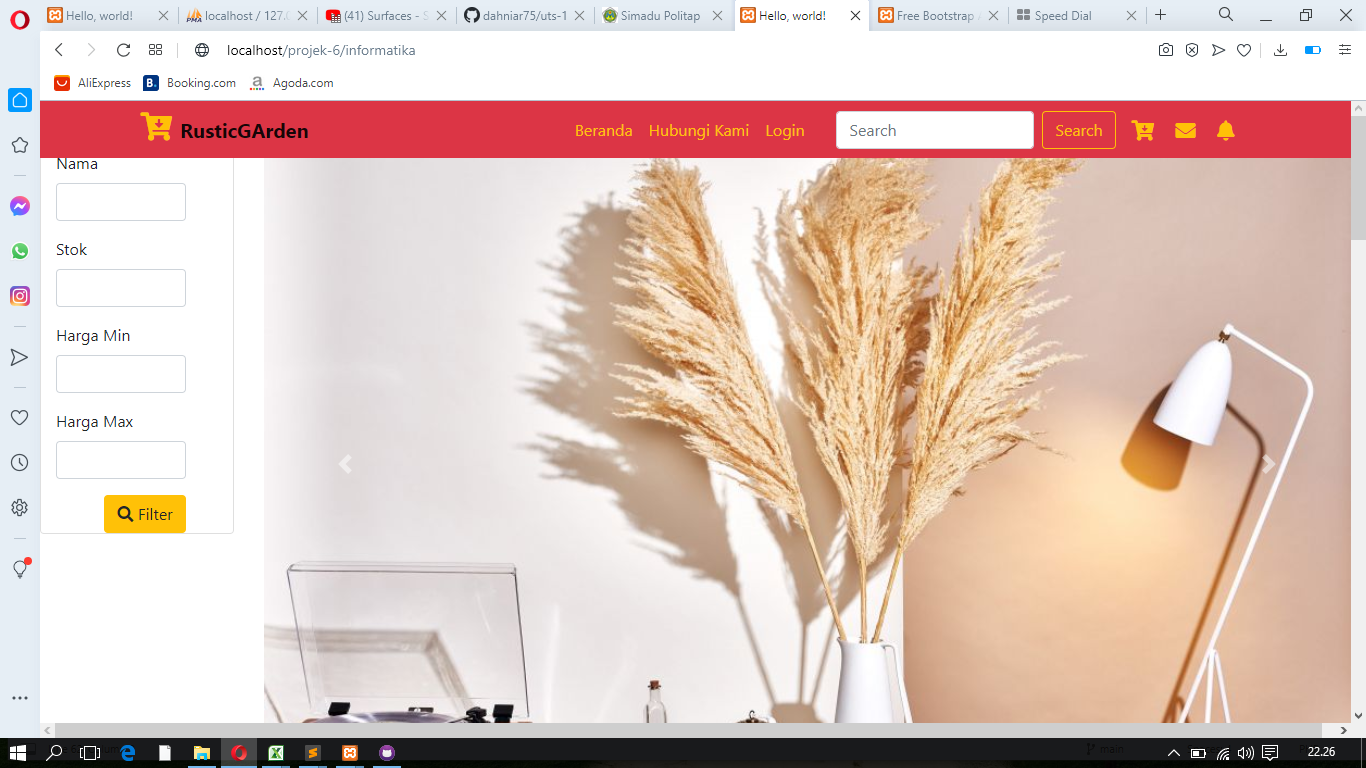 Hello, world!
localhost / 127.0
(41) Surfaces - S
dahniar75/uts-1
Simadu Politap
Hello, world!
Free Bootstrap A
Speed Dial
localhost/projek-6/informatika
AliExpress
B.
Booking.com
a
Agoda.com
RusticGArden
Beranda
Hubungi Kami
Login
Search
Search
Nama
Stok
Harga Min
Harga Max
Filter
main
22.26